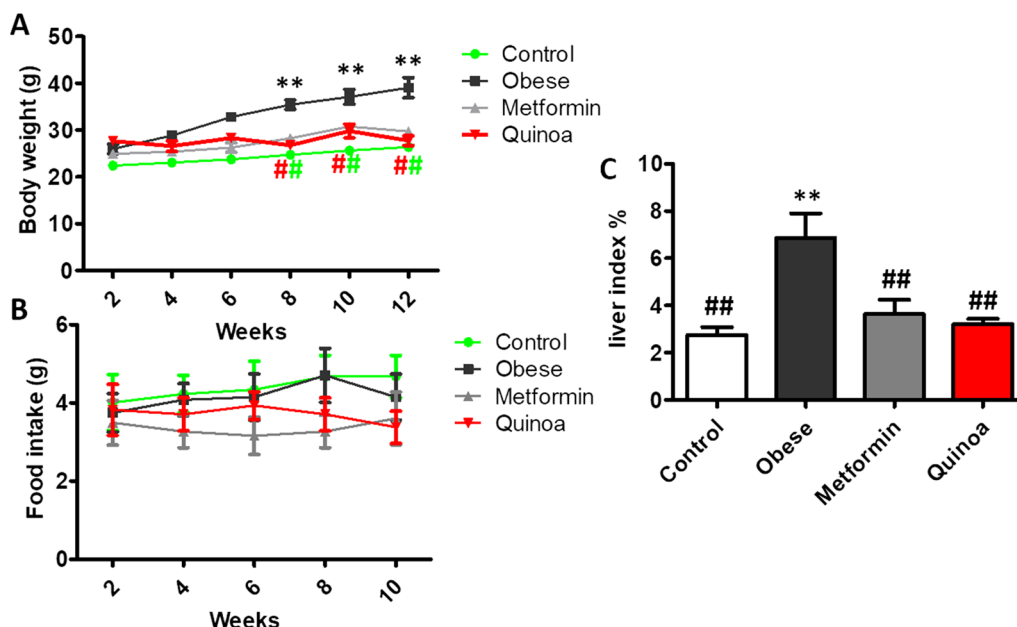 A
Body weight (g)
50
40
30
20
10
0
** ** **
## ## ##
2 4 6 8 10 12
Weeks
Control
Obese
Metformin
Quinoa
B
Food intake (g)
6
4
2
0
2 4 6 8 10
Weeks
Control
Obese
Metformin
Quinoa
C
liver index %
10
8
6
4
2
0
## ** ## ##
Control Obese Metformin Quinoa